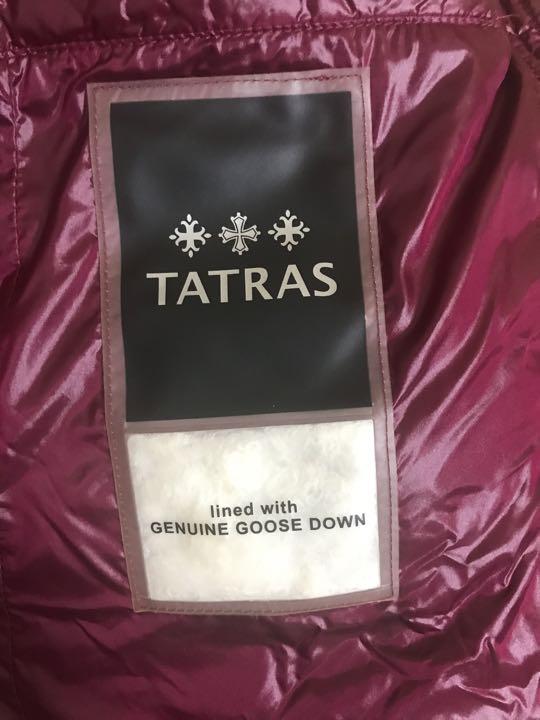 TATRAS
lined with
GENUINE GOOSE DOWN